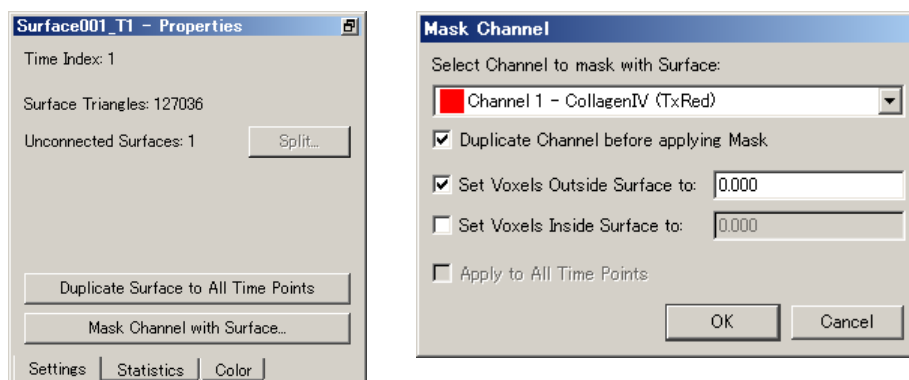 Surface001_T1 - Properties
Time Index: 1
Surface Triangles: 127036
Unconnected Surfaces: 1 Split...
Duplicate Surface to All Time Points
Mask Channel with Surface...
Settings Statistics Color
Mask Channel
Select Channel to mask with Surface:
Channel 1 - CollagenIV (TxRed)
Duplicate Channel before applying Mask
Set Voxels Outside Surface to: 0.000
Set Voxels Inside Surface to: 0.000
Apply to All Time Points
OK Cancel